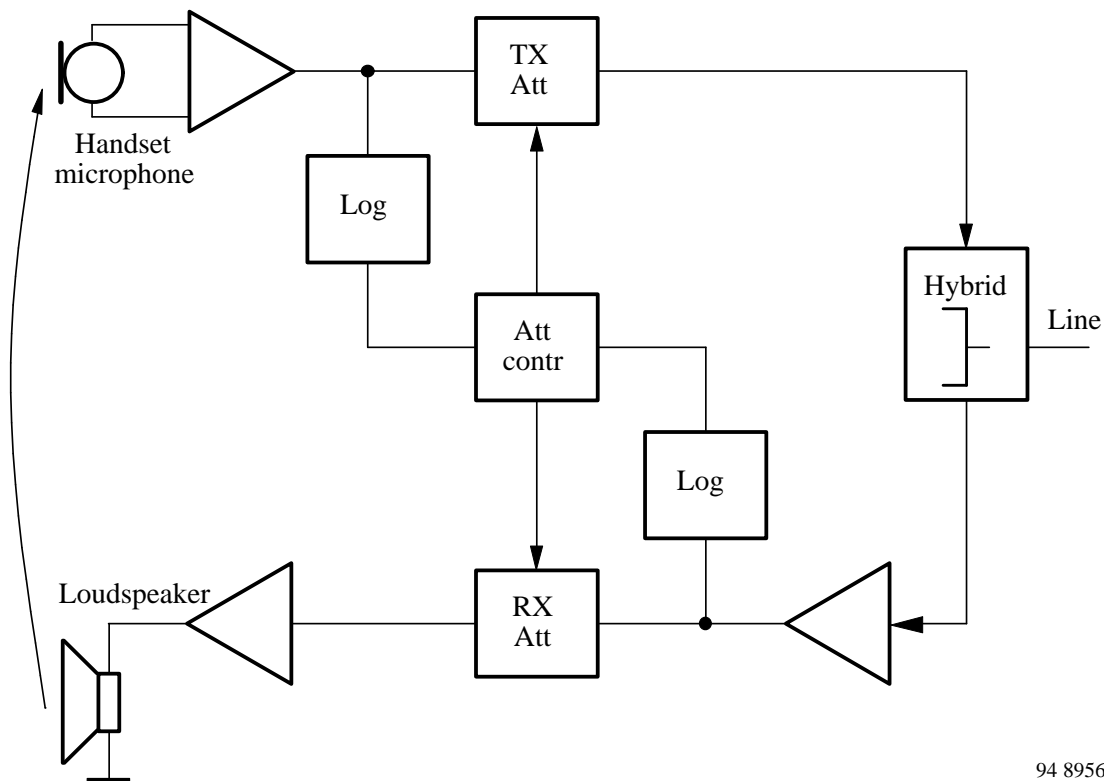 TX
Att
Handset
microphone
Log
Hybrid
Line
Att
contr
Log
Loudspeaker
RX
Att
94 8956